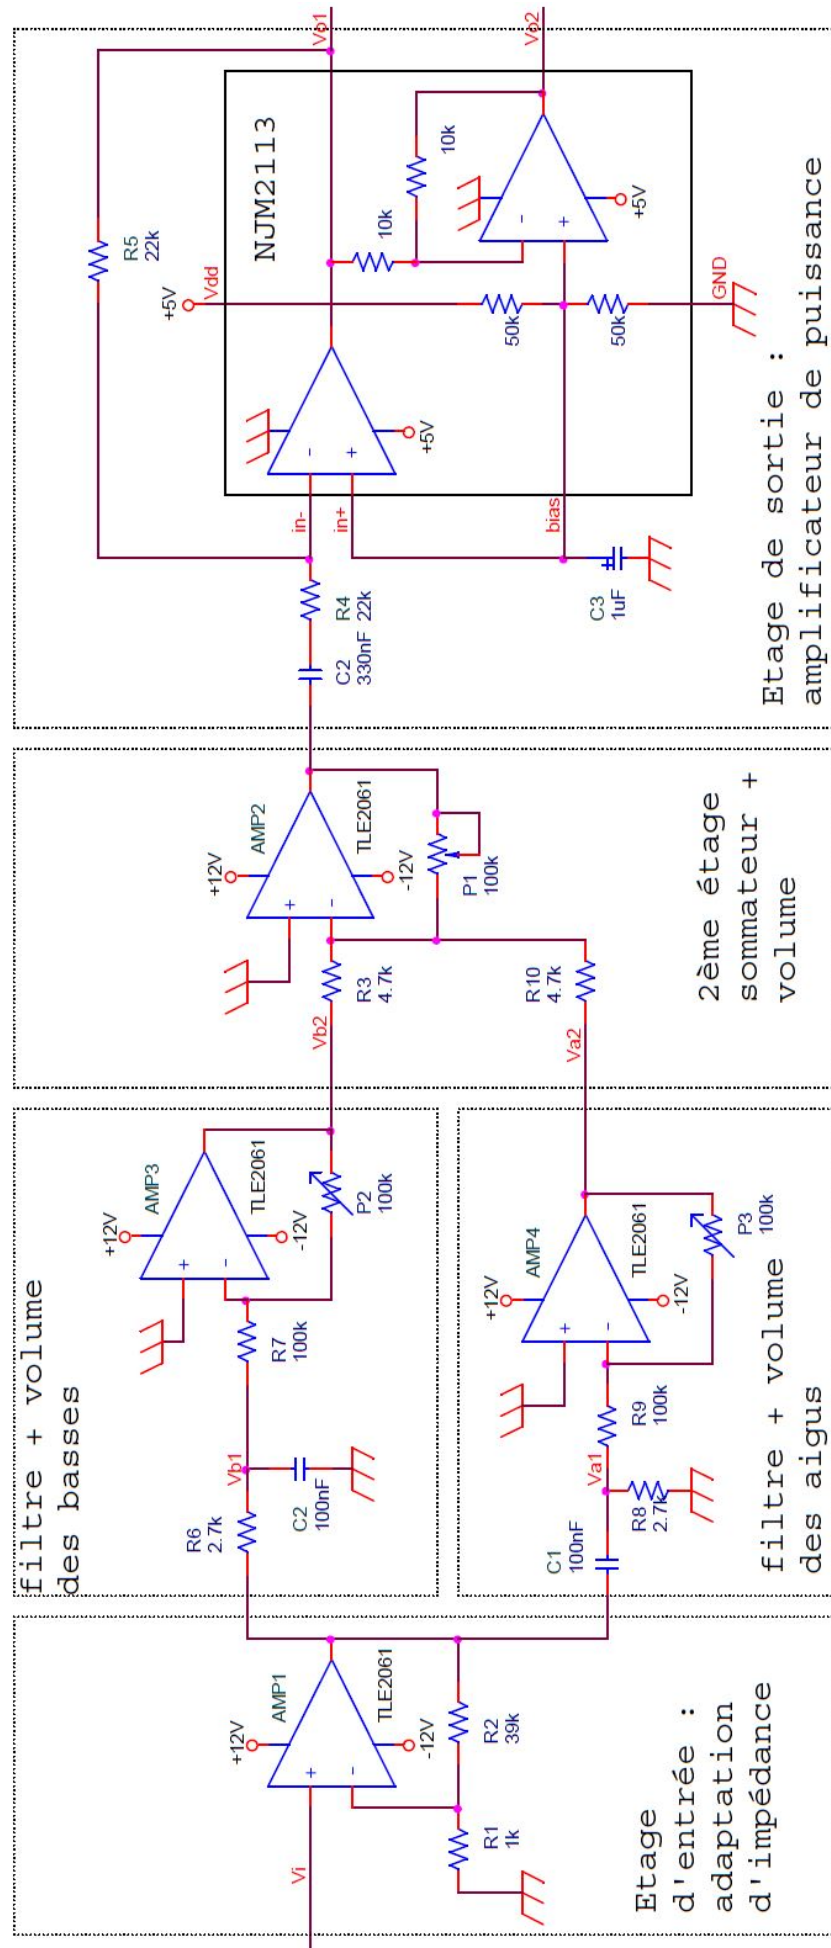 Etage
d'entrée :
adaptation
d'impédance
Vi
+12V
AMP1
+
-
TLE2061
-12V
R1
1k
R2
39k
filtre + volume
des basses
R6
2.7k
Vb1
C2
100nF
R7
100k
+12V
AMP3
+
-
TLE2061
-12V
P2
100k
filtre + volume
des aigus
C1
100nF
Va1
R8
2.7k
R9
100k
+12V
AMP4
+
-
TLE2061
-12V
P3
100k
2ème étage
sommateur +
volume
Vb2
R3
4.7k
Va2
R10
4.7k
+12V
AMP2
+
-
TLE2061
-12V
P1
100k
Etage de sortie :
amplificateur de puissance
C2
330nF
R4
22k
R5
22k
in-
in+
bias
C3
1uF
-
+
+5V
+5V
Vdd
NJM2113
10k
10k
50k
50k
GND
-
+
+5V
Vo1
Vo2